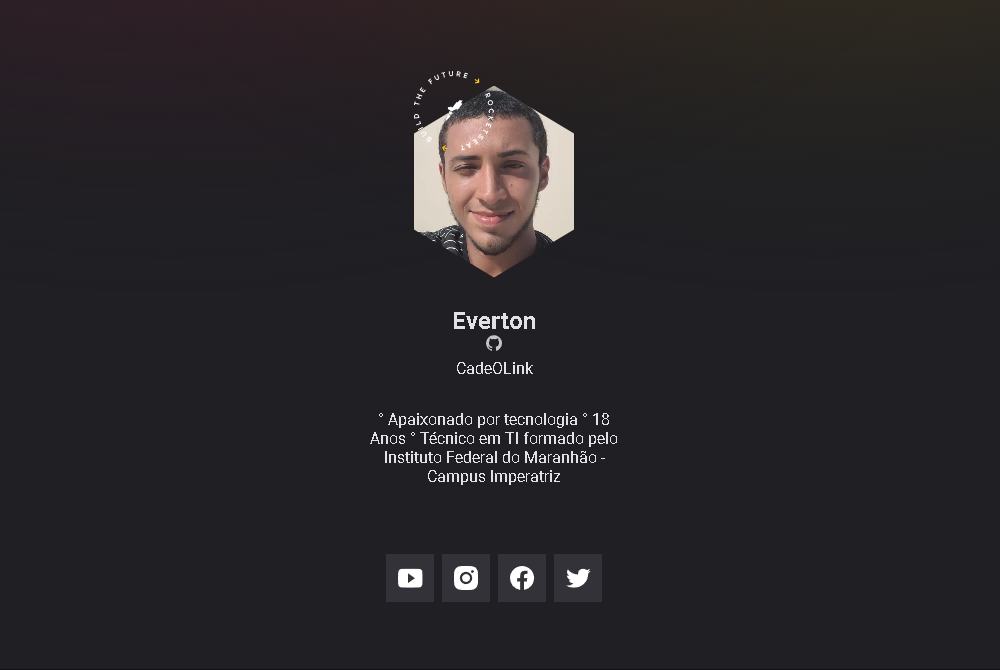 BUILD THE FUTURE
ROCKETSEAT
Everton
CadeOLink
° Apaixonado por tecnologia ° 18
Anos ° Técnico em TI formado pelo
Instituto Federal do Maranhão -
Campus Imperatriz